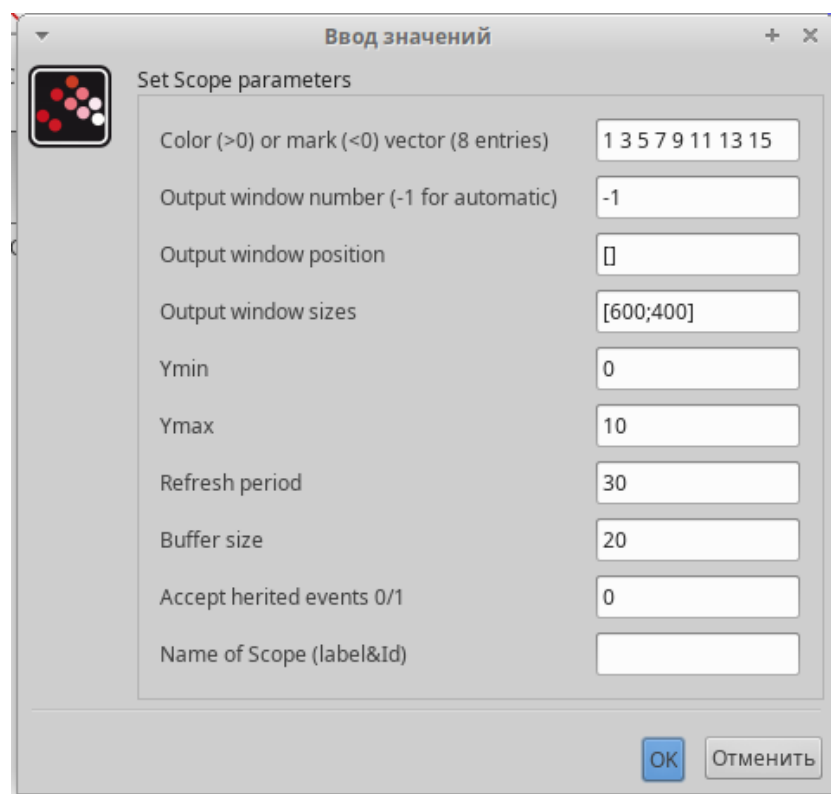 Ввод значений
Set Scope parameters
Color (>0) or mark (<0) vector (8 entries) 1 3 5 7 9 11 13 15
Output window number (-1 for automatic) -1
Output window position []
Output window sizes [600;400]
Ymin 0
Ymax 10
Refresh period 30
Buffer size 20
Accept herited events 0/1 0
Name of Scope (label&Id)
OK Отменить